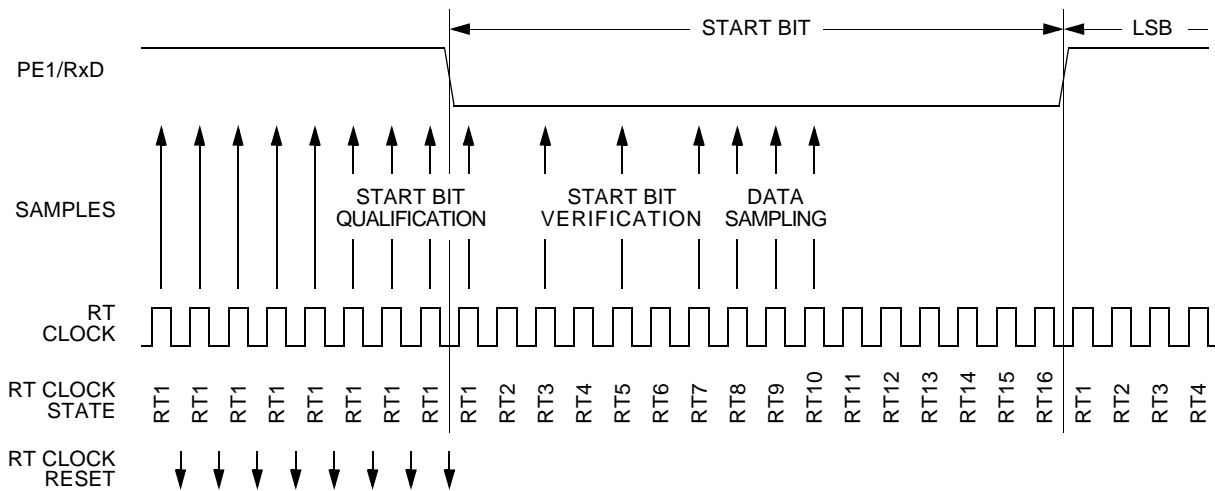 START BIT
LSB
PE1/RxD
SAMPLES
START BIT
QUALIFICATION
START BIT
VERIFICATION
DATA
SAMPLING
RT
CLOCK
RT CLOCK
STATE
RT1 RT1 RT1 RT1 RT1 RT1 RT1 RT1 RT1 RT2 RT3 RT4 RT5 RT6 RT7 RT8 RT9 RT10 RT11 RT12 RT13 RT14 RT15 RT16 RT1 RT2 RT3 RT4
RT CLOCK
RESET